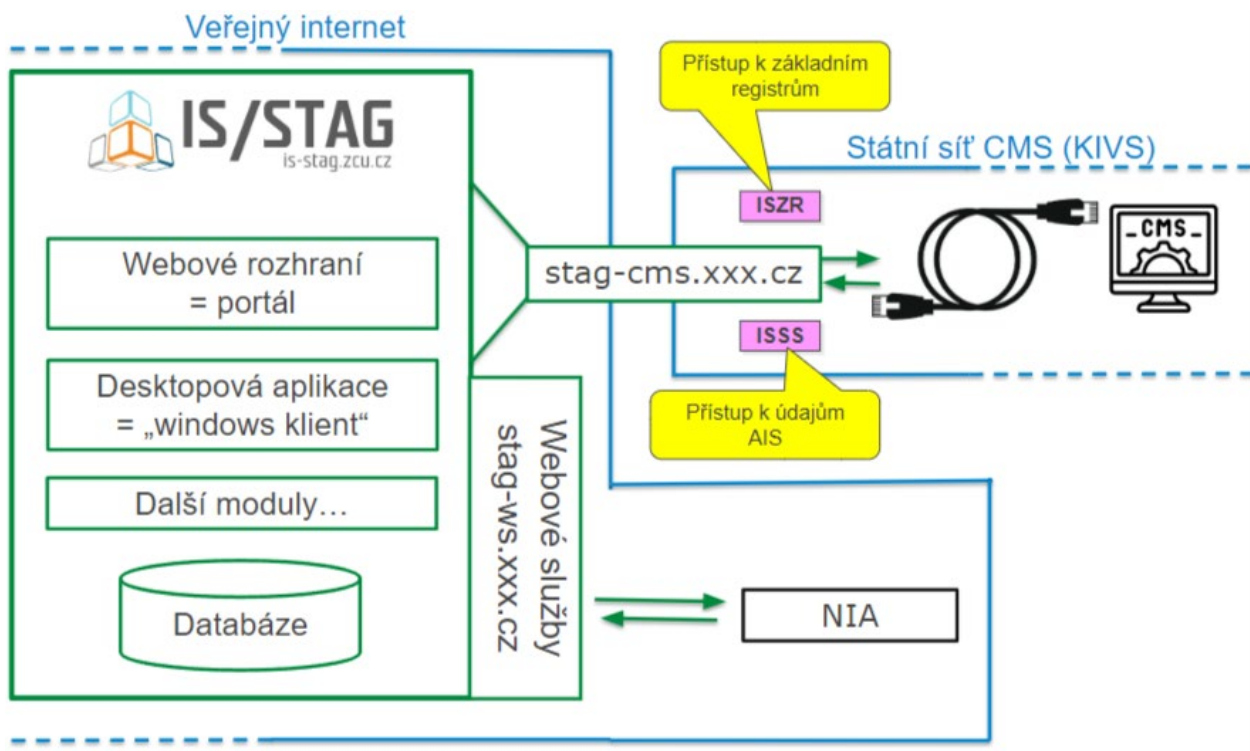 Veřejný internet
IS/STAG
is-stag.zcu.cz
Webové rozhraní
= portál
Desktopová aplikace
= „windows klient“
Další moduly…
Databáze
Webové služby
stag-ws.xxx.cz
stag-cms.xxx.cz
Přístup k základním
registrům
ISZR
Státní síť CMS (KIVS)
CMS
ISSS
Přístup k údajům
AIS
NIA